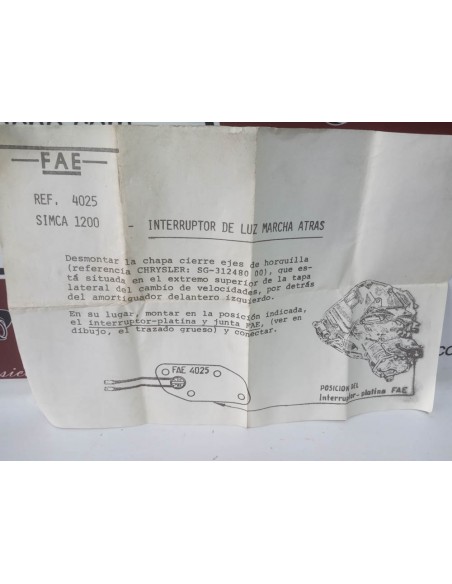 FAE
REF. 4025
SIMCA 1200 - INTERRUPTOR DE LUZ MARCHA ATRAS
Desmontar la chapa cierre ejes de horquilla
(referencia CHRYSLER: SG-312480 00), que es-
tá situada en el extremo superior de la tapa
lateral del cambio de velocidades, por detrás
del amortiguador delantero izquierdo.
En su lugar, montar en la posición indicada,
el interruptor-platina y junta FAE, (ver en
dibujo, el trazado grueso) y conectar.
FAE 4025
POSICION DEL
Interruptor-platina FAE